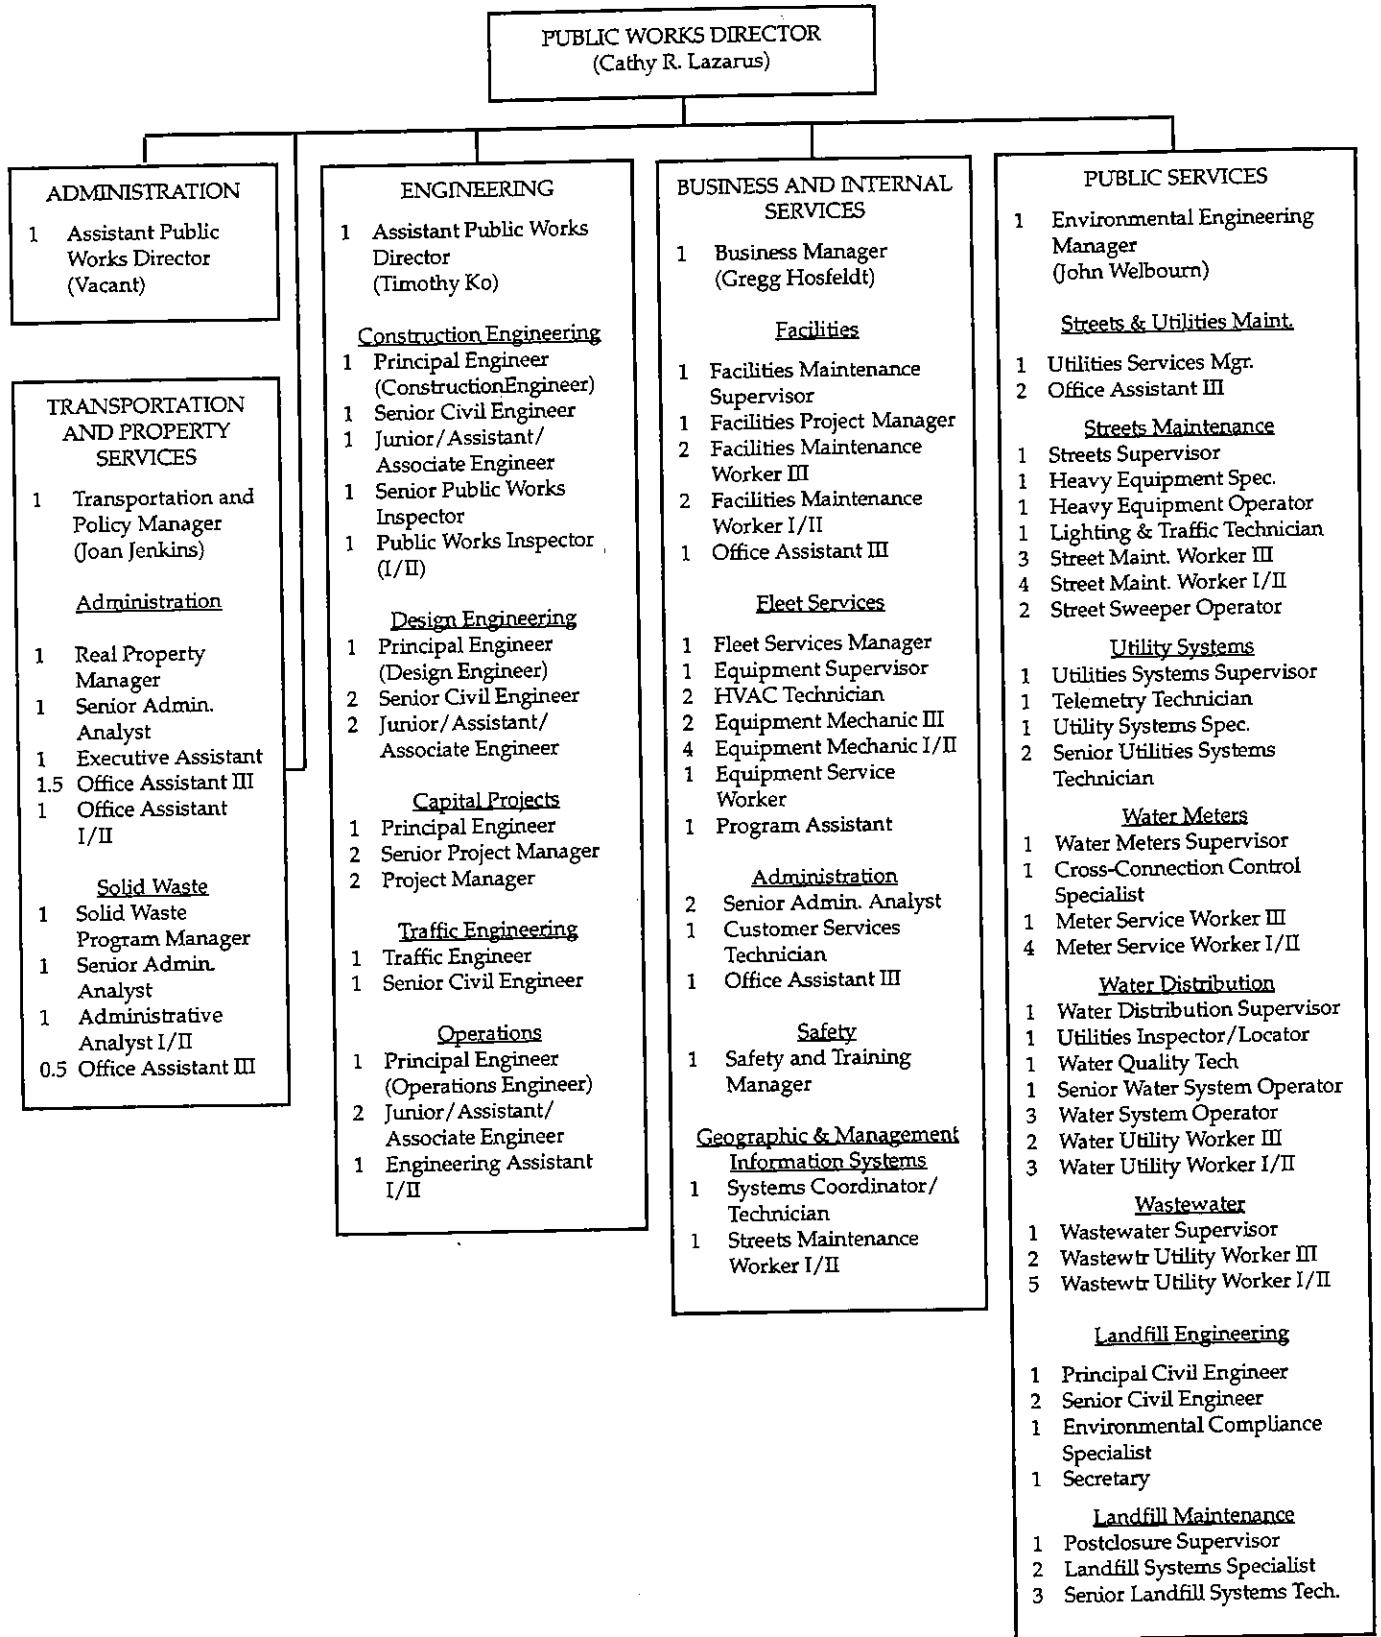 PUBLIC WORKS DIRECTOR
(Cathy R. Lazarus)
ADMINISTRATION
1 Assistant Public
Works Director
(Vacant)
TRANSPORTATION
AND PROPERTY
SERVICES
1 Transportation and
Policy Manager
(Joan Jenkins)
Administration
1 Real Property
Manager
1 Senior Admin.
Analyst
1 Executive Assistant
1.5 Office Assistant III
1 Office Assistant
I/II
Solid Waste
1 Solid Waste
Program Manager
1 Senior Admin.
Analyst
1 Administrative
Analyst I/II
0.5 Office Assistant III
ENGINEERING
1 Assistant Public Works
Director
(Timothy Ko)
Construction Engineering
1 Principal Engineer
(ConstructionEngineer)
1 Senior Civil Engineer
1 Junior/Assistant/
Associate Engineer
1 Senior Public Works
Inspector
1 Public Works Inspector
(I/II)
Design Engineering
1 Principal Engineer
(Design Engineer)
2 Senior Civil Engineer
2 Junior/Assistant/
Associate Engineer
Capital Projects
1 Principal Engineer
2 Senior Project Manager
2 Project Manager
Traffic Engineering
1 Traffic Engineer
1 Senior Civil Engineer
Operations
1 Principal Engineer
(Operations Engineer)
2 Junior/Assistant/
Associate Engineer
1 Engineering Assistant
I/II
BUSINESS AND INTERNAL
SERVICES
1 Business Manager
(Gregg Hosfeldt)
Facilities
1 Facilities Maintenance
Supervisor
1 Facilities Project Manager
2 Facilities Maintenance
Worker III
2 Facilities Maintenance
Worker I/II
1 Office Assistant III
Fleet Services
1 Fleet Services Manager
1 Equipment Supervisor
2 HVAC Technician
2 Equipment Mechanic III
4 Equipment Mechanic I/II
1 Equipment Service
Worker
1 Program Assistant
Administration
2 Senior Admin. Analyst
1 Customer Services
Technician
1 Office Assistant III
Safety
1 Safety and Training
Manager
Geographic & Management
Information Systems
1 Systems Coordinator/
Technician
1 Streets Maintenance
Worker I/II
PUBLIC SERVICES
1 Environmental Engineering
Manager
(John Welbourn)
Streets & Utilities Maint.
1 Utilities Services Mgr.
2 Office Assistant III
Streets Maintenance
1 Streets Supervisor
1 Heavy Equipment Spec.
1 Heavy Equipment Operator
1 Lighting & Traffic Technician
3 Street Maint. Worker III
4 Street Maint. Worker I/II
2 Street Sweeper Operator
Utility Systems
1 Utilities Systems Supervisor
1 Telemetry Technician
1 Utility Systems Spec.
2 Senior Utilities Systems
Technician
Water Meters
1 Water Meters Supervisor
1 Cross-Connection Control
Specialist
1 Meter Service Worker III
4 Meter Service Worker I/II
Water Distribution
1 Water Distribution Supervisor
1 Utilities Inspector/Locator
1 Water Quality Tech
1 Senior Water System Operator
3 Water System Operator
2 Water Utility Worker III
3 Water Utility Worker I/II
Wastewater
1 Wastewater Supervisor
2 Wastewtr Utility Worker III
5 Wastewtr Utility Worker I/II
Landfill Engineering
1 Principal Civil Engineer
2 Senior Civil Engineer
1 Environmental Compliance
Specialist
1 Secretary
Landfill Maintenance
1 Postclosure Supervisor
2 Landfill Systems Specialist
3 Senior Landfill Systems Tech.